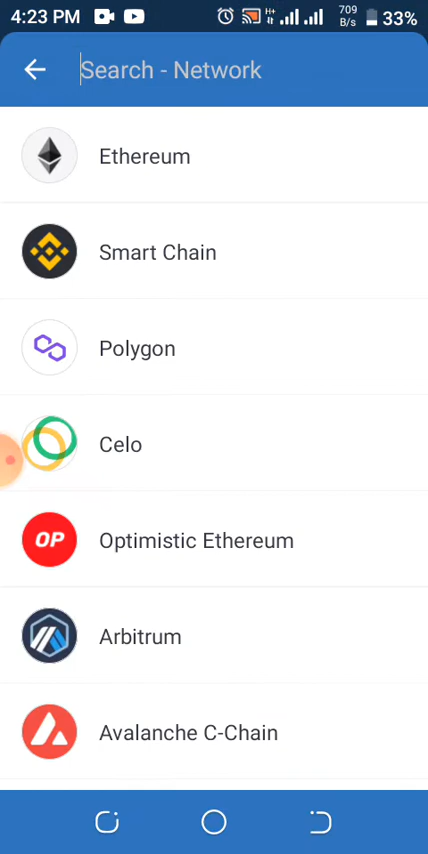 4:23 PM H+ 709 B/s 33%
Search - Network
Ethereum
Smart Chain
Polygon
Celo
OP Optimistic Ethereum
Arbitrum
Avalanche C-Chain